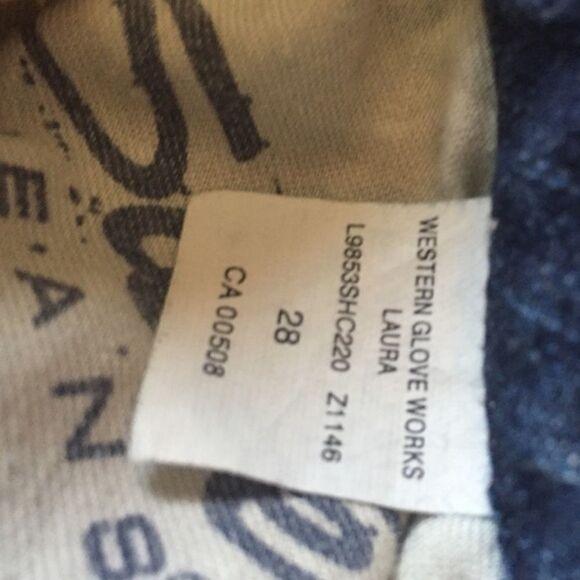 WESTERN GLOVE WORKS
LAURA
L9853SHC220 Z1146
28
CA 00508